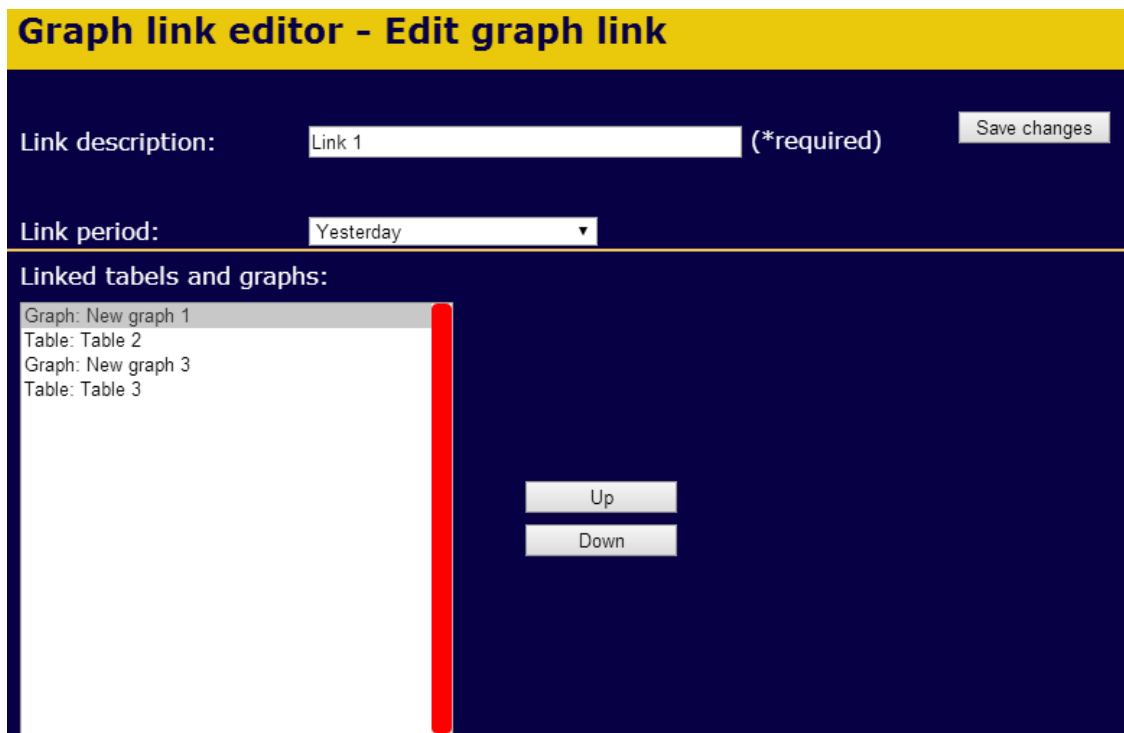 Graph link editor - Edit graph link
Link description: Link 1 (*required) Save changes
Link period: Yesterday
Linked tabels and graphs:
Graph: New graph 1
Table: Table 2
Graph: New graph 3
Table: Table 3
Up
Down